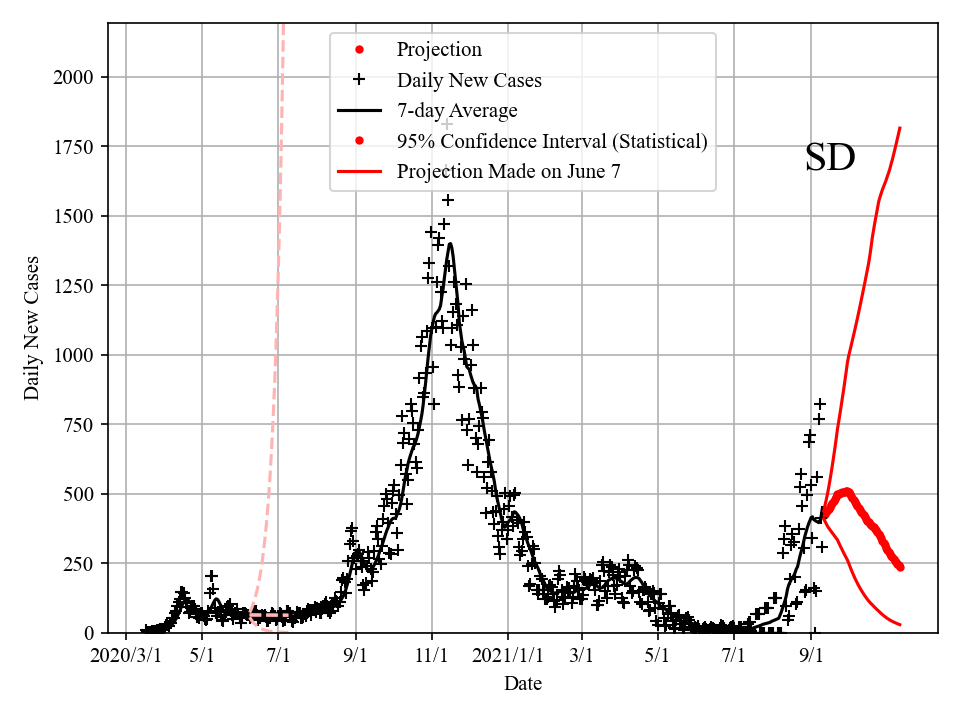 Projection
Daily New Cases
7-day Average
95% Confidence Interval (Statistical)
Projection Made on June 7
SD
Daily New Cases
2000
1750
1500
1250
1000
750
500
250
0
2020/3/1 5/1 7/1 9/1 11/1 2021/1/1 3/1 5/1 7/1 9/1
Date